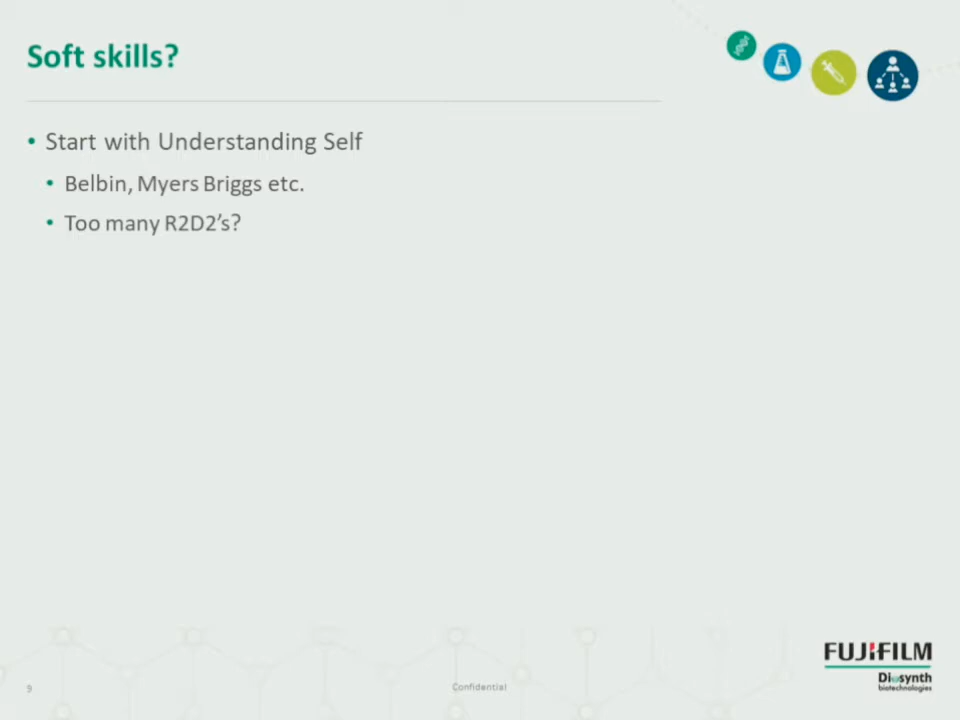 Soft skills?
• Start with Understanding Self
• Belbin, Myers Briggs etc.
• Too many R2D2’s?
9
Confidential
FUJIFILM
Diosynth
biotechnologies